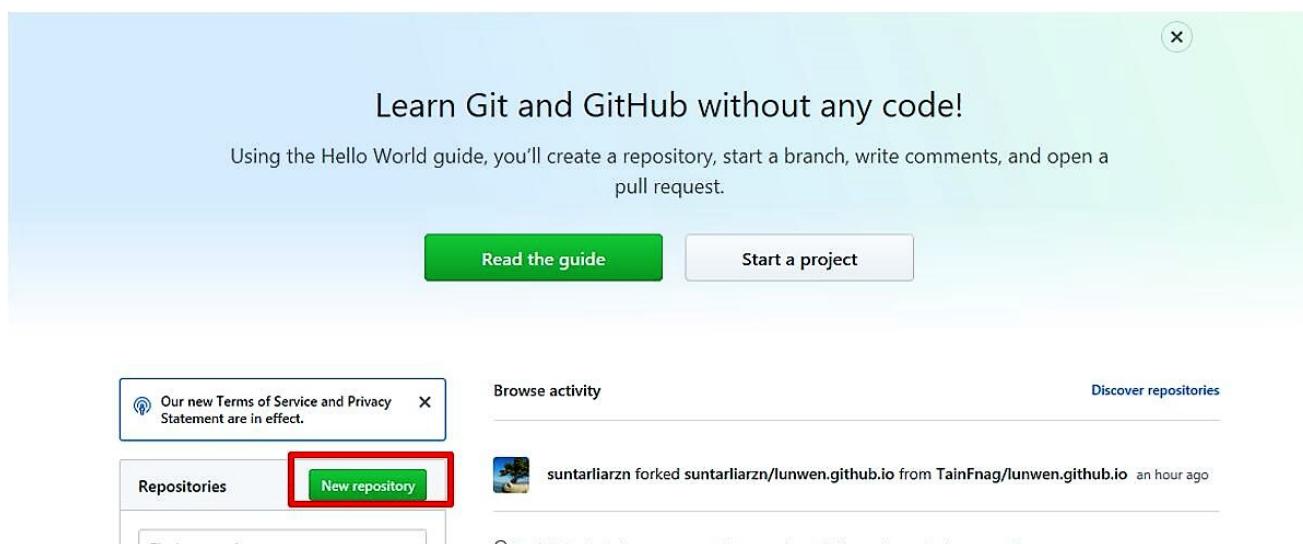 Learn Git and GitHub without any code!
Using the Hello World guide, you'll create a repository, start a branch, write comments, and open a
pull request.
Read the guide
Start a project
Our new Terms of Service and Privacy
Statement are in effect.
Browse activity
Discover repositories
Repositories
New repository
suntarliarzn forked suntarliarzn/lunwen.github.io from TainFnag/lunwen.github.io an hour ago